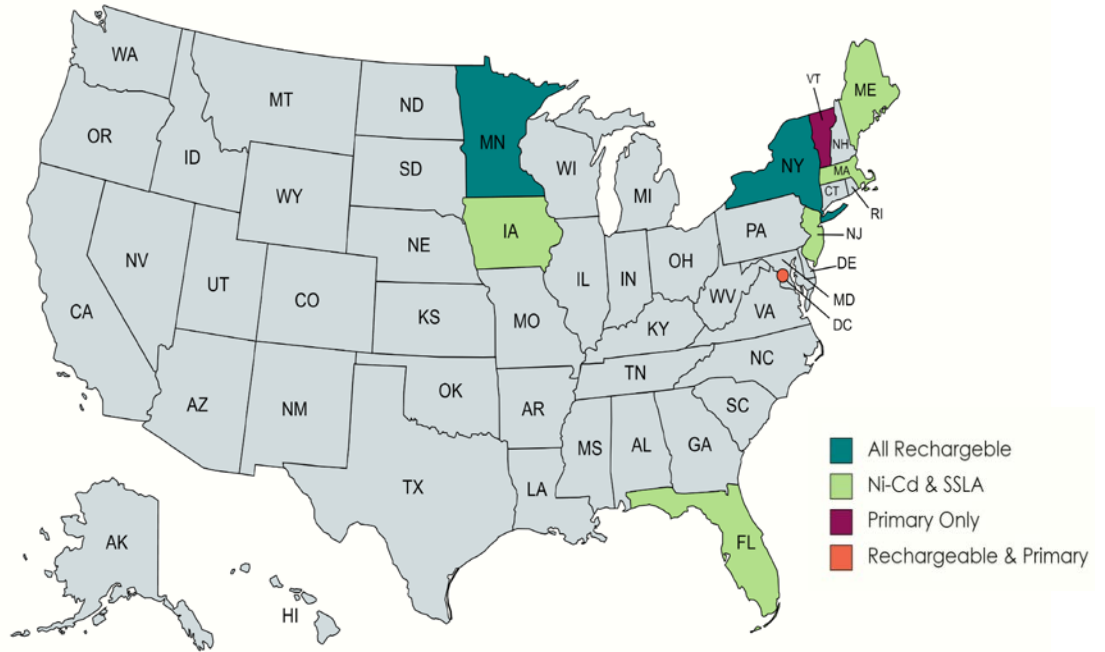 WA
MT
ND
MN
OR
ID
SD
WI
MI
WY
NE
IA
NV
UT
CO
KS
CA
AZ
NM
OK
TX
MO
AR
LA
IL
IN
OH
KY
TN
MS
AL
GA
WV
VA
NC
SC
FL
PA
NY
VT
NH
ME
MA
CT
RI
NJ
DE
MD
DC
AK
HI
All Rechargeble
Ni-Cd & SSLA
Primary Only
Rechargeable & Primary